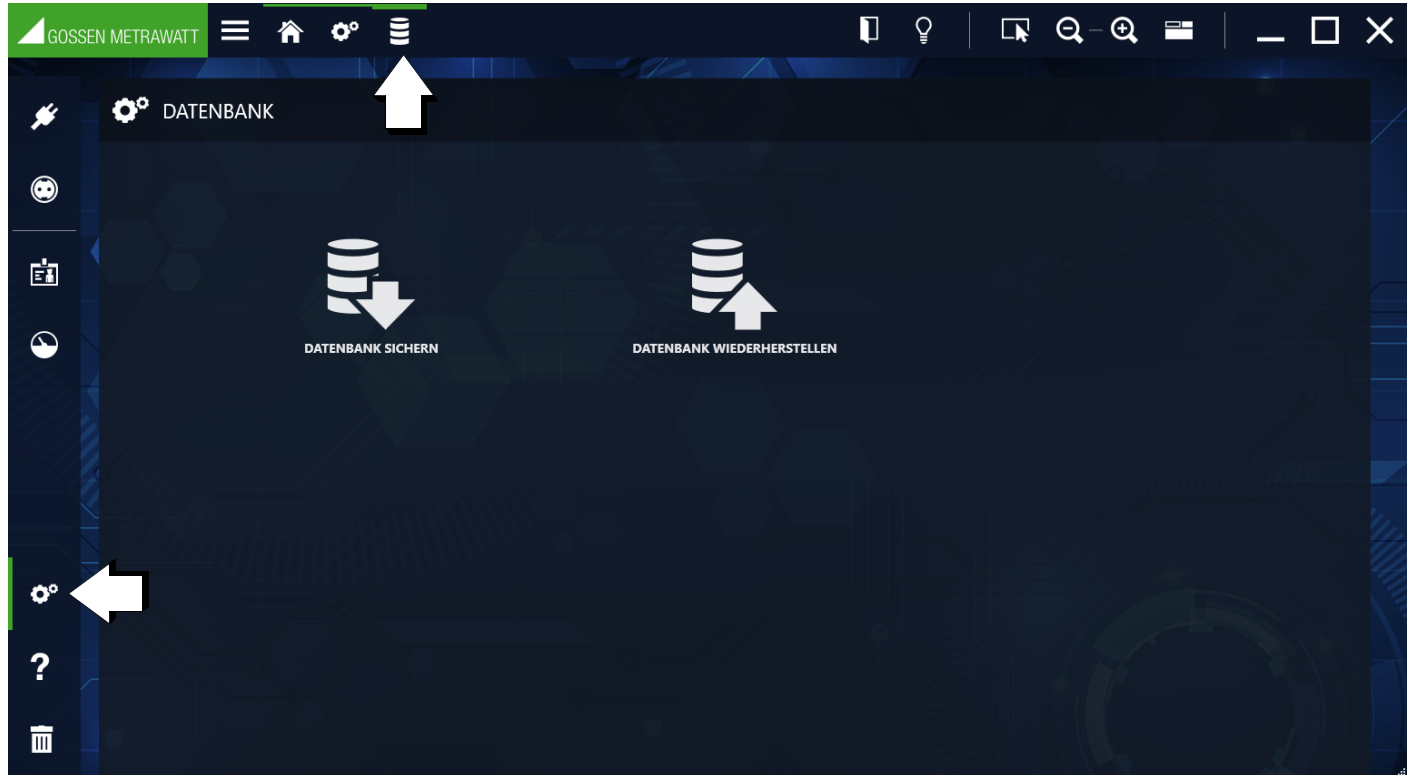 GOSSEN METRAWATT
DATENBANK
DATENBANK SICHERN
DATENBANK WIEDERHERSTELLEN
?